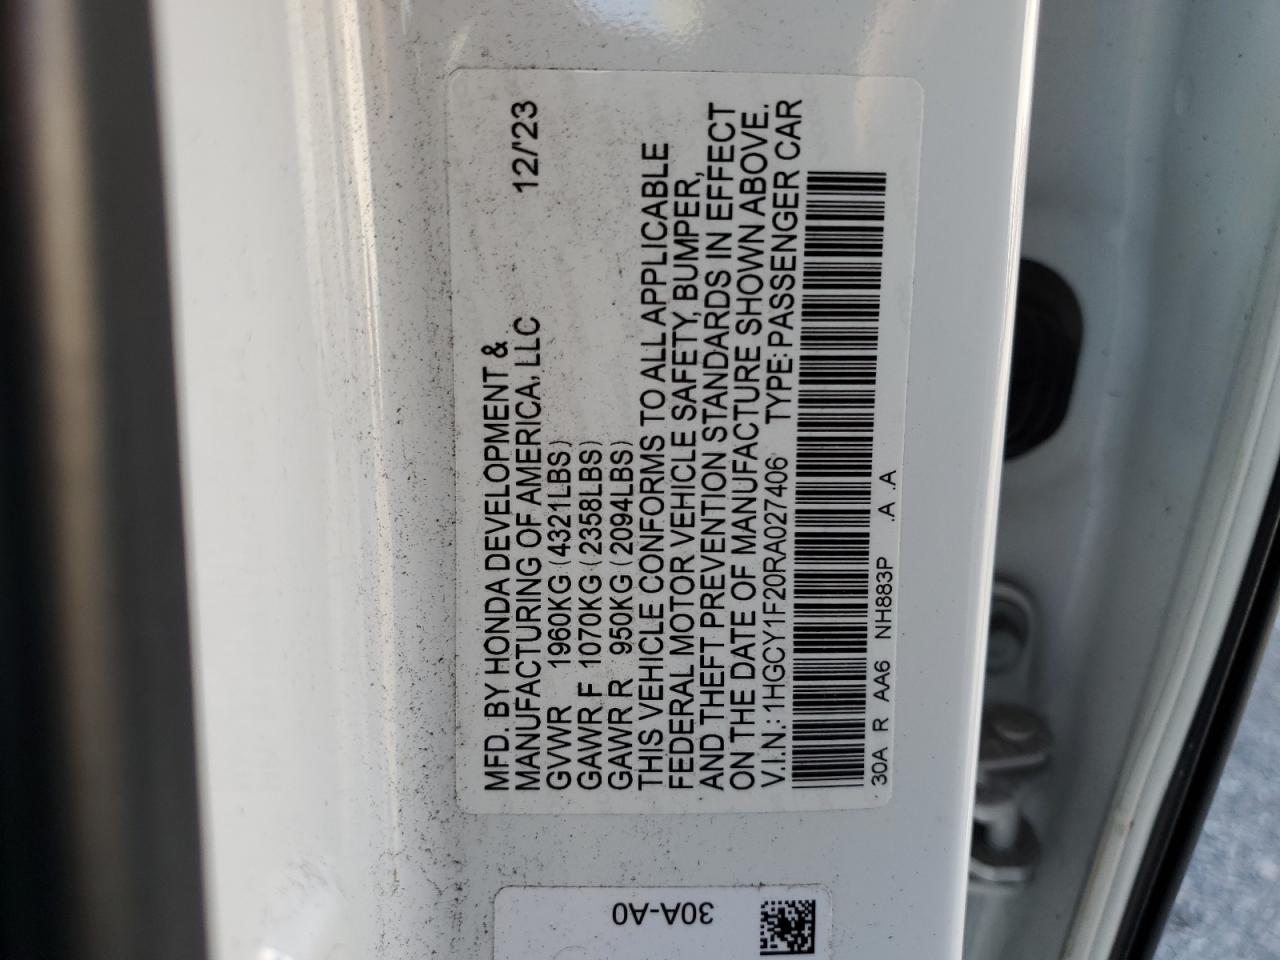 MFD. BY HONDA DEVELOPMENT &
MANUFACTURING OF AMERICA, LLC 12/'23
GVWR 1960KG (4321LBS)
GAWR F 1070KG (2358LBS)
GAWR R 950KG (2094LBS)
THIS VEHICLE CONFORMS TO ALL APPLICABLE
FEDERAL MOTOR VEHICLE SAFETY, BUMPER,
AND THEFT PREVENTION STANDARDS IN EFFECT
ON THE DATE OF MANUFACTURE SHOWN ABOVE.
V.I.N.: 1HGCY1F20RA027406 TYPE: PASSENGER CAR
30A R AA6 NH883P .A .A
30A-A0